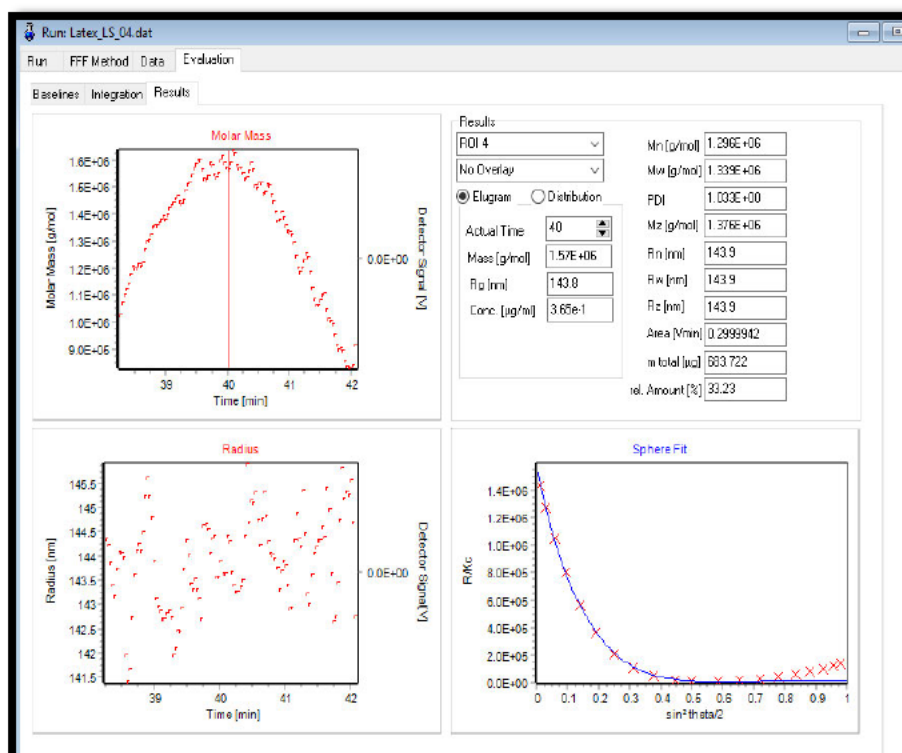 Run: Latex_LS_04.dat
Run FFF Method Data Evaluation
Baselines Integration Results
Molar Mass
Molar Mass [g/mol]
1.6E+06
1.5E+06
1.4E+06
1.3E+06
1.2E+06
1.1E+06
1.0E+06
9.0E+06
0.0E+00
Detector Signal [V]
39 40 41 42
Time [min]
Results
ROI 4
No Overlay
Elugram Distribution
Actual Time 40
Mass [g/mol] 1.57E+06
Rg [nm] 143.8
Conc. [µg/ml] 3.65e-1
Mn [g/mol] 1.296E+06
Mw [g/mol] 1.339E+06
PDI 1.033E+00
Mz [g/mol] 1.376E+06
Rn [nm] 143.9
Rw [nm] 143.9
Rz [nm] 143.9
Area [Vmin] 0.2999942
m total [µg] 683.722
rel. Amount [%] 33.23
Radius
Radius [nm]
145.5
145
144.5
144
143.5
143
142.5
142
141.5
0.0E+00
Detector Signal[V]
39 40 41 42
Time [min]
Sphere Fit
R/Kc
1.4E+06
1.2E+06
1.0E+06
8.0E+06
6.0E+06
4.0E+06
2.0E+06
0.0E+00
0 0.1 0.2 0.3 0.4 0.5 0.6 0.7 0.8 0.9 1
sin² theta/2